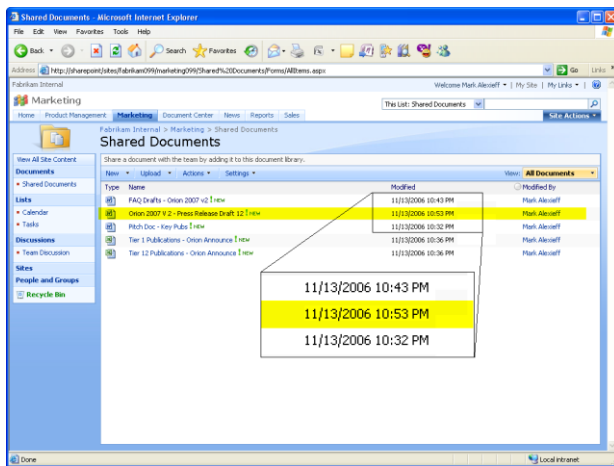 Shared Documents - Microsoft Internet Explorer
File Edit View Favorites Tools Help
Back Search Favorites
Address http://sharepoint/sites/fabrikam099/marketing099/Shared%20Documents/Forms/AllItems.aspx Go Links
Fabrikam Internal Welcome Mark Alexieff | My Site | My Links
Marketing This List: Shared Documents
Home Product Management Marketing Document Center News Reports Sales Site Actions
Fabrikam Internal > Marketing > Shared Documents
Shared Documents
View All Site Content Share a document with the team by adding it to this document library.
Documents New Upload Actions Settings View: All Documents
Shared Documents Type Name Modified Modified By
Lists FAQ Drafts - Orion 2007 v2 ! NEW 11/13/2006 10:43 PM Mark Alexieff
Calendar Orion 2007 V 2 - Press Release Draft 12 ! NEW 11/13/2006 10:53 PM Mark Alexieff
Tasks Pitch Doc - Key Pubs ! NEW 11/13/2006 10:32 PM Mark Alexieff
Discussions Tier 1 Publications - Orion Announce ! NEW 11/13/2006 10:36 PM Mark Alexieff
Team Discussion Tier 12 Publications - Orion Announce ! NEW 11/13/2006 10:36 PM Mark Alexieff
Sites
People and Groups
Recycle Bin
11/13/2006 10:43 PM
11/13/2006 10:53 PM
11/13/2006 10:32 PM
Done Local intranet